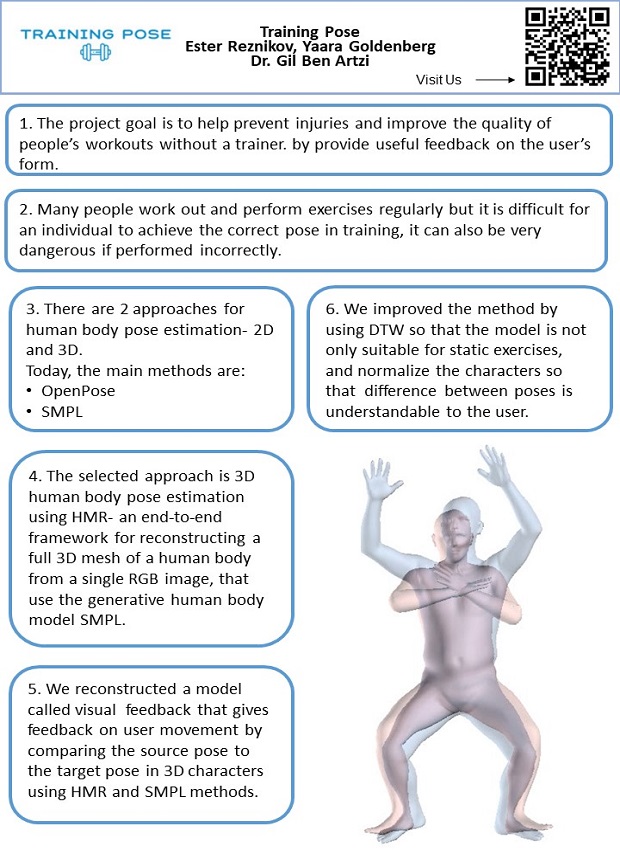 TRAINING POSE
Training Pose
Ester Reznikov, Yaara Goldenberg
Dr. Gil Ben Artzi
Visit Us
1. The project goal is to help prevent injuries and improve the quality of
people’s workouts without a trainer. by provide useful feedback on the user’s
form.
2. Many people work out and perform exercises regularly but it is difficult for
an individual to achieve the correct pose in training, it can also be very
dangerous if performed incorrectly.
3. There are 2 approaches for
human body pose estimation- 2D
and 3D.
Today, the main methods are:
• OpenPose
• SMPL
4. The selected approach is 3D
human body pose estimation
using HMR- an end-to-end
framework for reconstructing a
full 3D mesh of a human body
from a single RGB image, that
use the generative human body
model SMPL.
5. We reconstructed a model
called visual feedback that gives
feedback on user movement by
comparing the source pose to
the target pose in 3D characters
using HMR and SMPL methods.
6. We improved the method by
using DTW so that the model is not
only suitable for static exercises,
and normalize the characters so
that difference between poses is
understandable to the user.